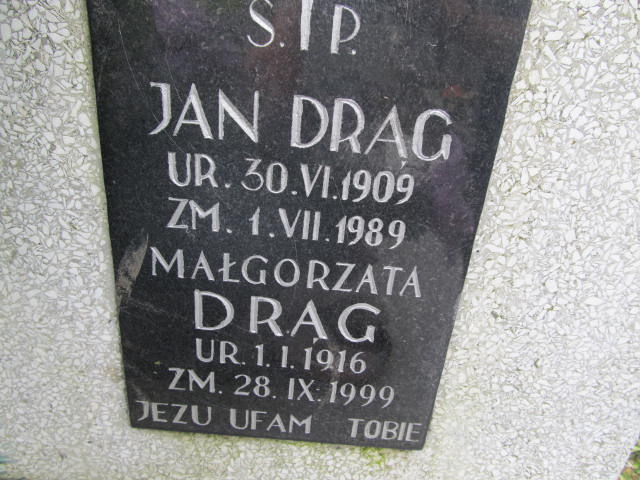 Ś.†P.
JAN DRĄG
UR. 30.VI.1909
ZM. 1.VII.1989
MAŁGORZATA
DRĄG
UR. 1.I.1916
ZM. 28.IX.1999
JEZU UFAM TOBIE